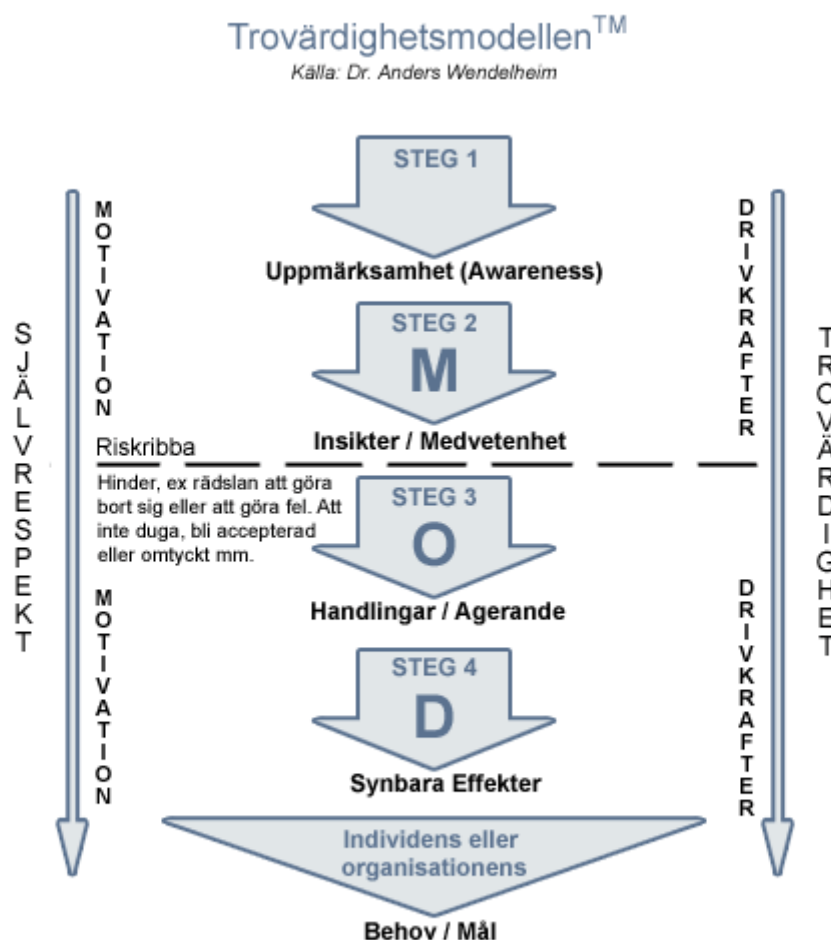 Trovärdighetsmodellen™
Källa: Dr. Anders Wendelheim
STEG 1
Uppmärksamhet (Awareness)
STEG 2
M
Insikter / Medvetenhet
STEG 3
O
Handlingar / Agerande
STEG 4
D
Synbara Effekter
Individens eller
organisationens
Behov / Mål
SJÄLVRESPEKT
MOTIVATION
Riskribba
Hinder, ex rädslan att göra
bort sig eller att göra fel. Att
inte duga, bli accepterad
eller omtyckt mm.
MOTIVATION
DRIVKRAFTER
DRIVKRAFTER
TROVÄRDIGHET